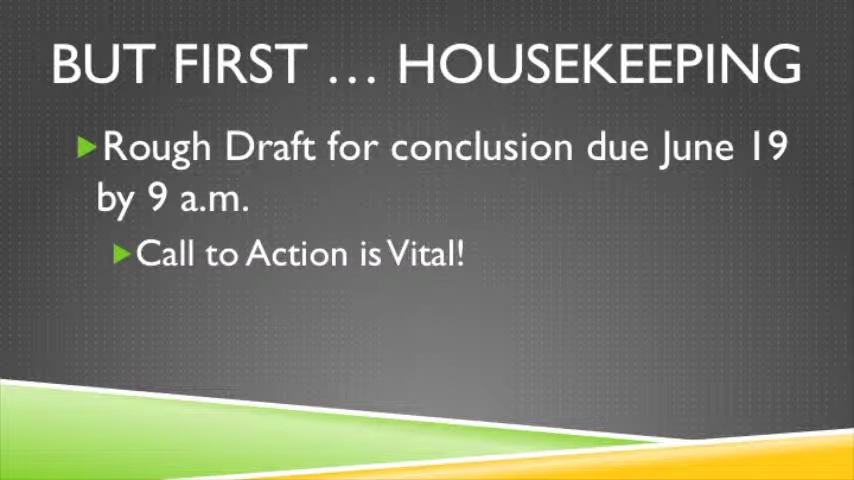 BUT FIRST … HOUSEKEEPING
Rough Draft for conclusion due June 19
by 9 a.m.
Call to Action is Vital!